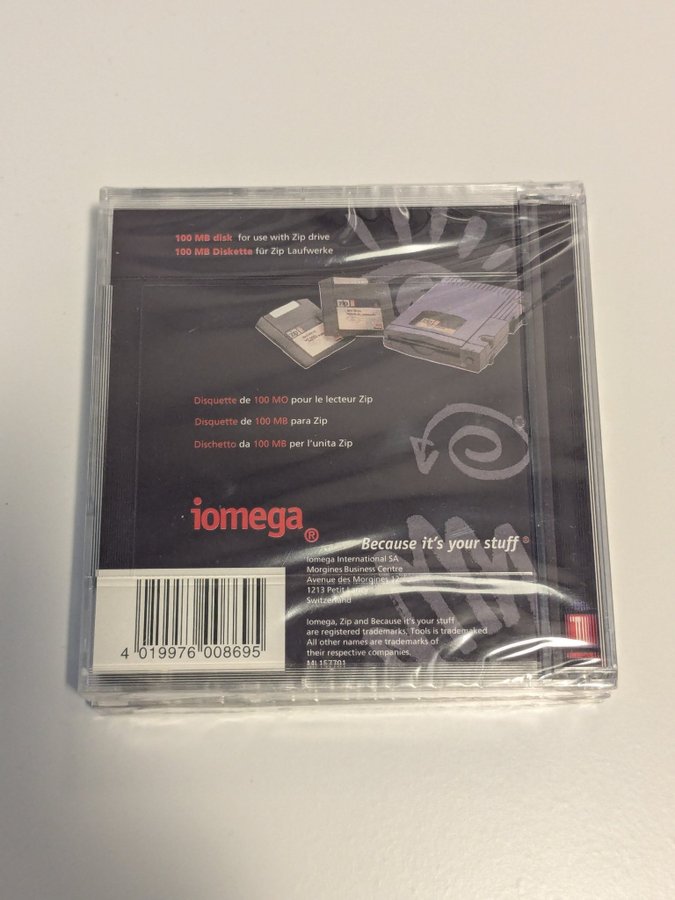 100 MB disk for use with Zip drive
100 MB Diskette für Zip Laufwerke
Disquette de 100 MO pour le lecteur Zip
Disquette de 100 MB para Zip
Dischetto da 100 MB per l'unita Zip
iomega®
Because it's your stuff®
Iomega International SA
Morgines Business Centre
Avenue des Morgines 12
1213 Petit Lancy
Switzerland
Iomega, Zip and Because it's your stuff
are registered trademarks, Tools is trademaked
All other names are trademarks of
their respective companies.
4 019976 008695